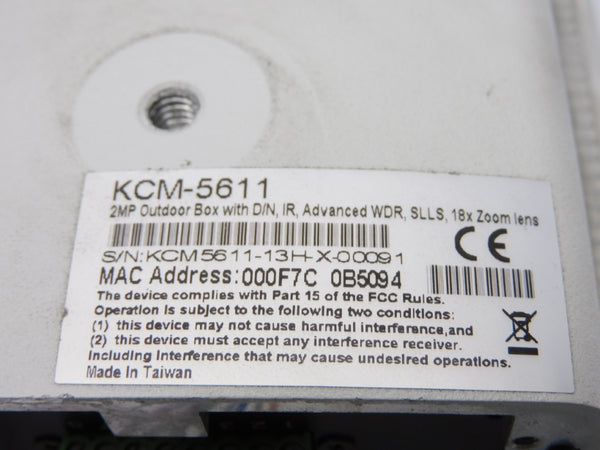 KCM-5611
2MP Outdoor Box with D/N, IR, Advanced WDR, SLLS, 18x Zoom lens
CE
S/N:KCM5611-13H-X-00091
MAC Address:000F7C 0B5094
The device complies with Part 15 of the FCC Rules.
Operation is subject to the following two conditions:
(1) this device may not cause harmful interference,and
(2) this device must accept any interference receiver.
Including Interference that may cause undesired operations.
Made In Taiwan